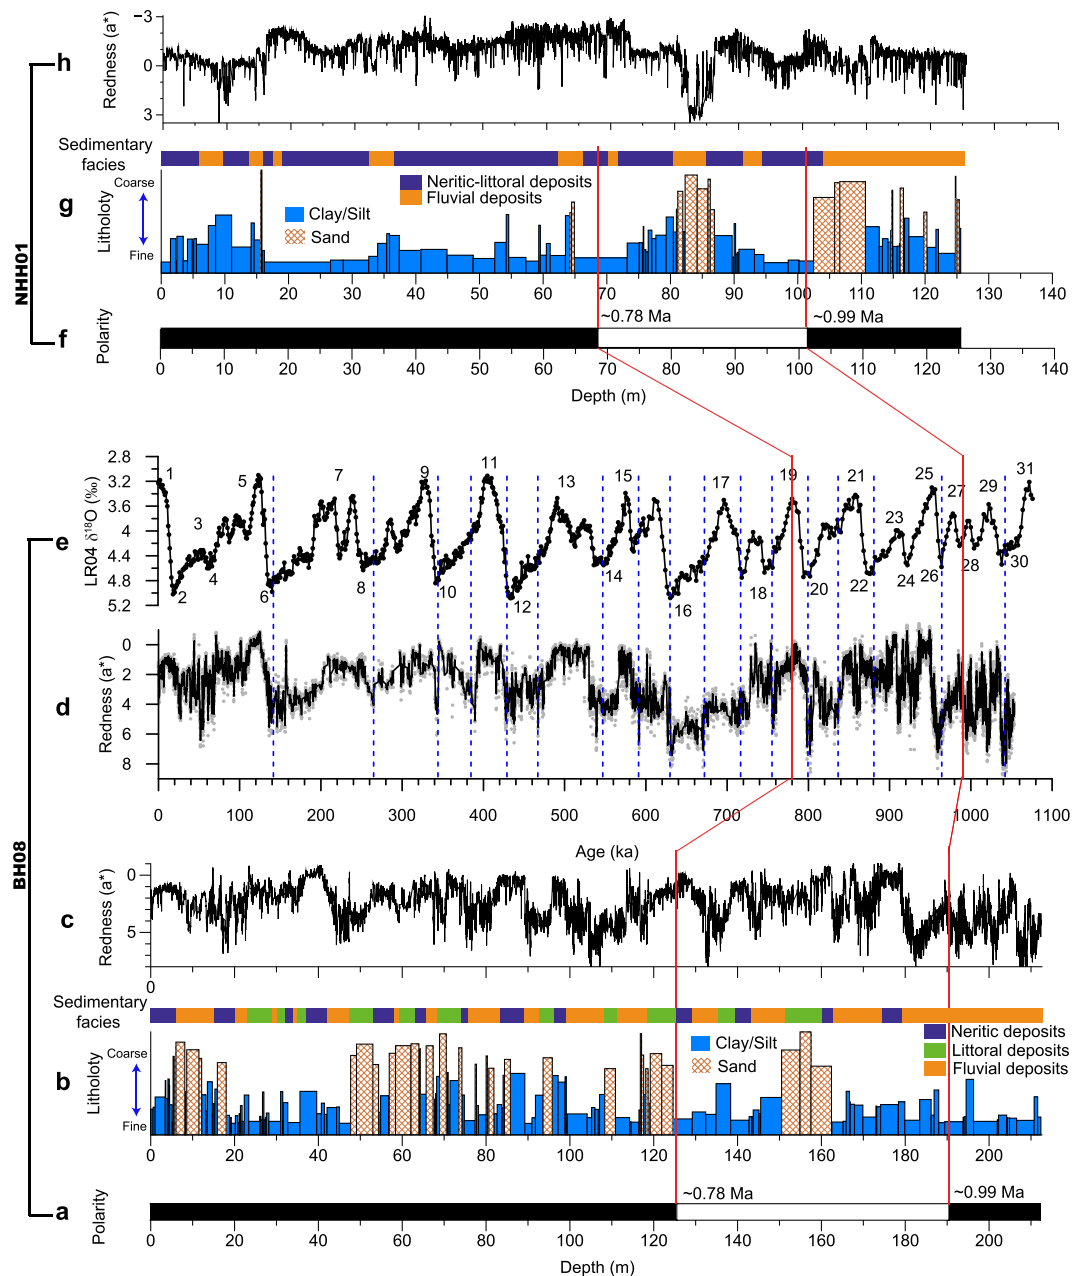 h
Redness (a*)
−3
0
3
Sedimentary
facies
g
Litholoty
Coarse
Fine
Neritic-littoral deposits
Fluvial deposits
Clay/Silt
Sand
0 10 20 30 40 50 60 70 80 90 100 110 120 130 140
NHH01
f
Polarity
~0.78 Ma
~0.99 Ma
0 10 20 30 40 50 60 70 80 90 100 110 120 130 140
Depth (m)
e
LR04 δ18O (‰)
2.8
3.2
3.6
4
4.4
4.8
5.2
1 2 3 4 5 6 7 8 9 10 11 12 13 14 15 16 17 18 19 20 21 22 23 24 25 26 27 28 29 30 31
d
Redness (a*)
0
2
4
6
8
0 100 200 300 400 500 600 700 800 900 1000 1100
Age (ka)
BH08
c
Redness (a*)
0
5
0
Sedimentary
facies
b
Litholoty
Coarse
Fine
Clay/Silt
Sand
Neritic deposits
Littoral deposits
Fluvial deposits
0 20 40 60 80 100 120 140 160 180 200
a
Polarity
~0.78 Ma
~0.99 Ma
0 20 40 60 80 100 120 140 160 180 200
Depth (m)